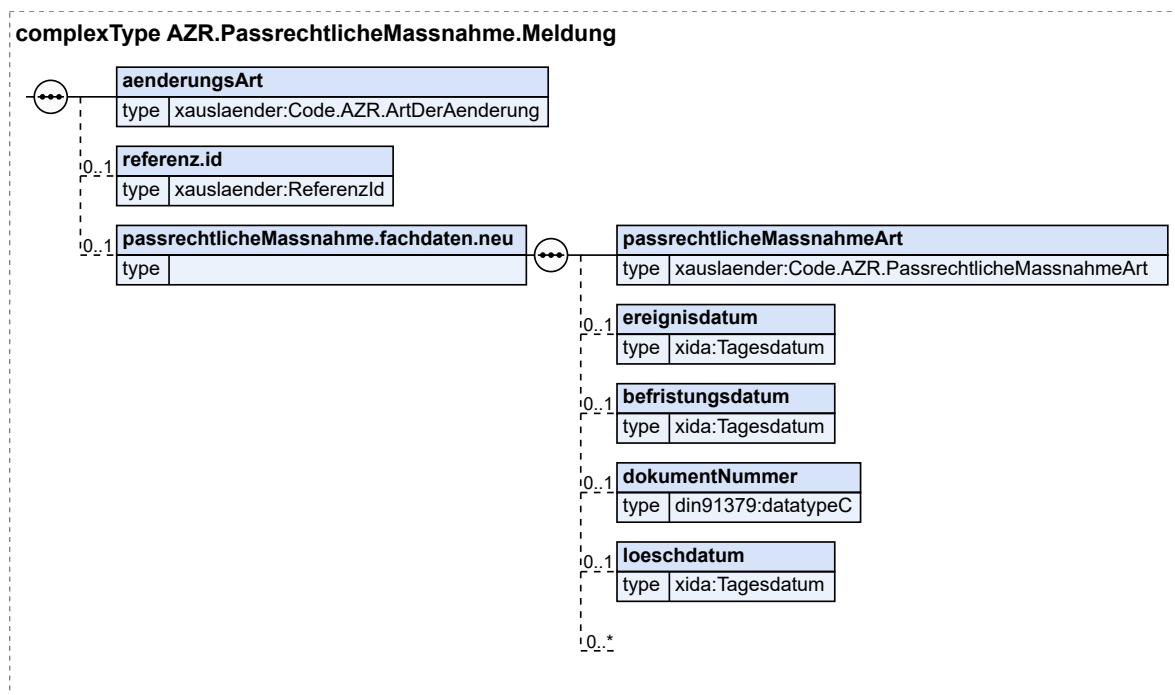 complexType AZR.PassrechtlicheMassnahme.Meldung
aenderungsArt
type xauslaender:Code.AZR.ArtDerAenderung
0..1 referenz.id
type xauslaender:ReferenzId
0..1 passrechtlicheMassnahme.fachdaten.neu
type
passrechtlicheMassnahmeArt
type xauslaender:Code.AZR.PassrechtlicheMassnahmeArt
0..1 ereignisdatum
type xida:Tagesdatum
0..1 befristungsdatum
type xida:Tagesdatum
0..1 dokumentNummer
type din91379:datatypeC
0..1 loeschdatum
type xida:Tagesdatum
0..*